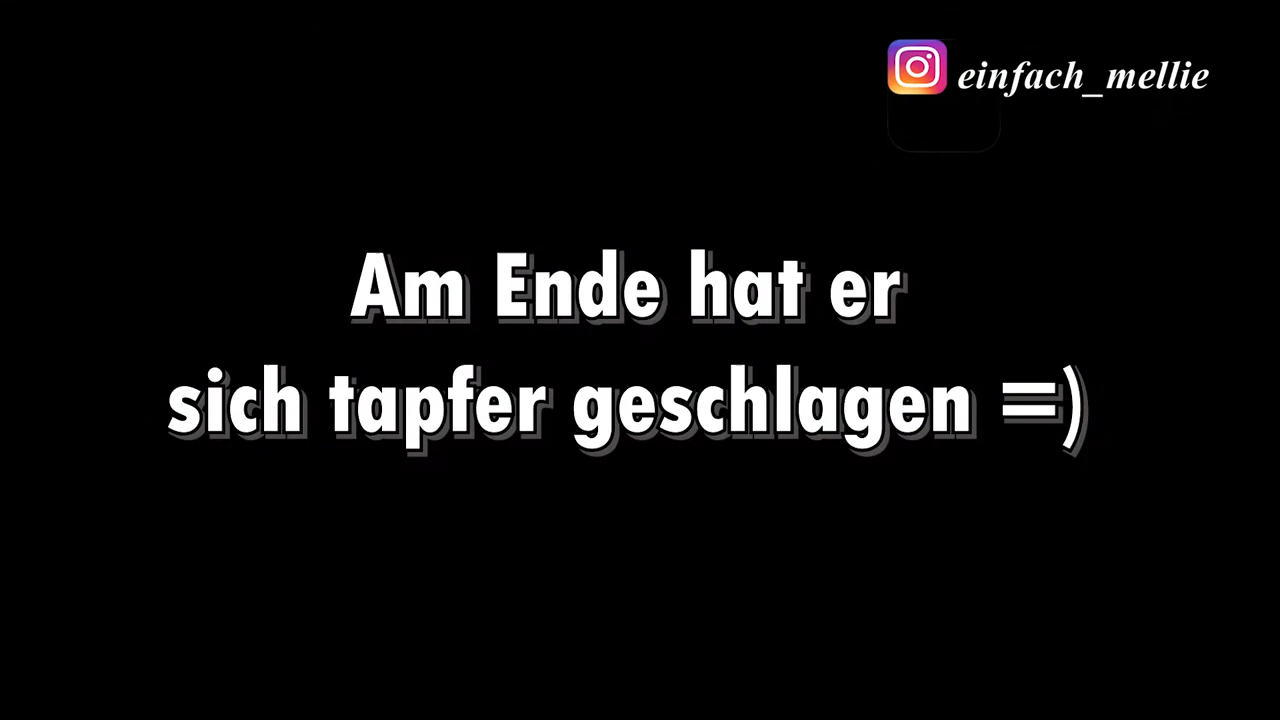 einfach_mellie
Am Ende hat er
sich tapfer geschlagen =)